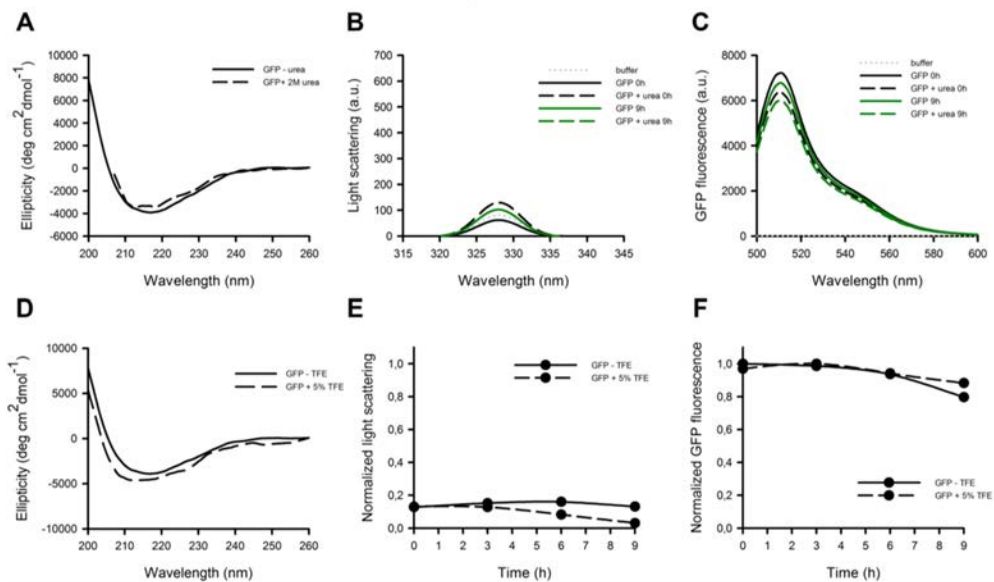 A
10000
8000
6000
4000
2000
0
-2000
-4000
-6000
200 210 220 230 240 250 260
Ellipticity (deg cm2dmol-1)
Wavelength (nm)
GFP - urea
GFP+ 2M urea
B
700
600
500
400
300
200
100
0
315 320 325 330 335 340 345
Light scattering (a.u.)
Wavelength (nm)
buffer
GFP 0h
GFP + urea 0h
GFP 9h
GFP + urea 9h
C
8000
6000
4000
2000
0
500 520 540 560 580 600
GFP fluorescence (a.u.)
Wavelength (nm)
buffer
GFP 0h
GFP + urea 0h
GFP 9h
GFP + urea 9h
D
10000
5000
0
-5000
-10000
200 210 220 230 240 250 260
Ellipticity (deg cm2dmol-1)
Wavelength (nm)
GFP - TFE
GFP + 5% TFE
E
1,0
0,8
0,6
0,4
0,2
0,0
0 1 2 3 4 5 6 7 8 9
Normalized light scattering
Time (h)
GFP - TFE
GFP + 5% TFE
F
1,0
0,8
0,6
0,4
0,2
0,0
0 1 2 3 4 5 6 7 8 9
Normalized GFP fluorescence
Time (h)
GFP - TFE
GFP + 5% TFE